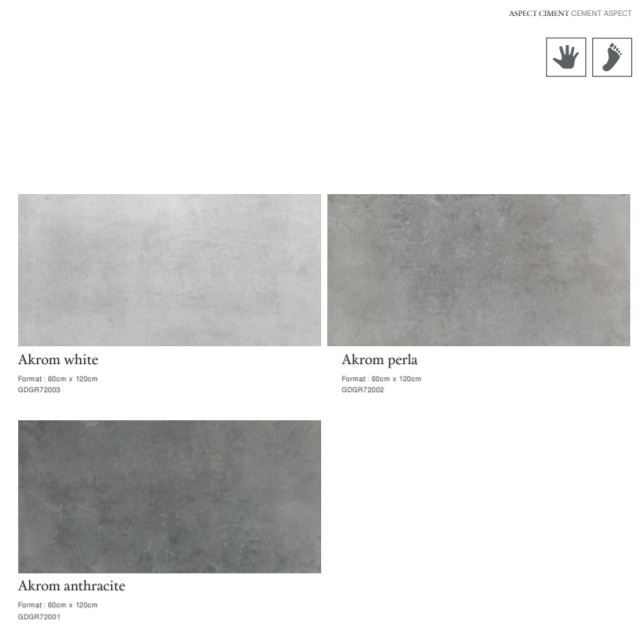 ASPECT CIMENT CEMENT ASPECT
Akrom white
Format : 60cm x 120cm
GDGR72003
Akrom perla
Format : 60cm x 120cm
GDGR72002
Akrom anthracite
Format : 60cm x 120cm
GDGR72001